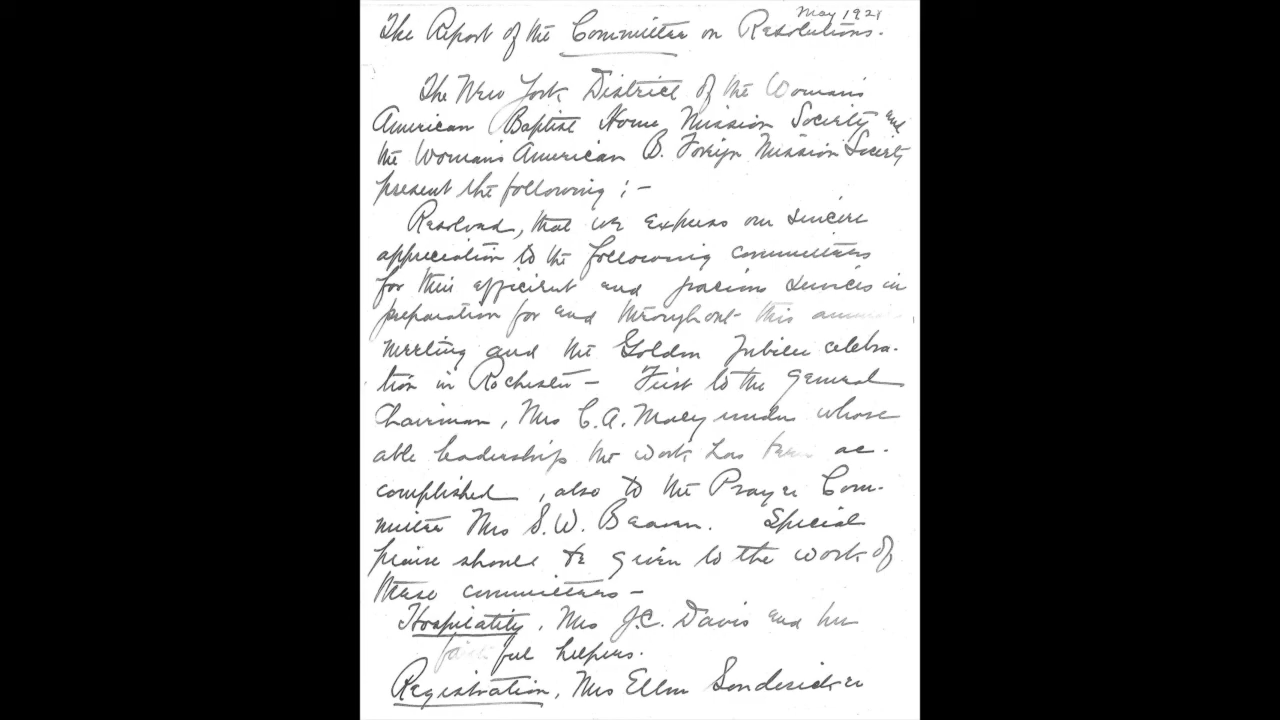 May 1921
The Report of the Committee on Resolutions.
The New York District of the Womans
American Baptist Home Mission Society and
the Womans American B. Foreign Mission Society
present the following : -
Resolved, that we express our sincere
appreciation to the following committees
for their efficient and gracious services in
preparation for and throughout this annual
meeting and the Golden Jubilee celebra-
tion in Rochester - First to the General
Chairman, Mrs C. A. under whose
able leadership the work has been ac-
complished, also to the Prayer Com-
mittee Mrs S. W. Beaven. Special
praise should be given to the work of
these committees -
Hospitality, Mrs J.C. Davis and her
faithful helpers.
Registration, Mrs Ellen Sondericker